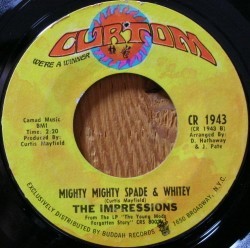 CURTOM
WE'RE A WINNER
Camad Music
BMI
Time: 2:20
Produced by:
Curtis Mayfield
CR 1943
(CR 1943 B)
Arranged By:
D. Hathaway
& J. Pate
MIGHTY MIGHTY SPADE & WHITEY
(Curtis Mayfield)
THE IMPRESSIONS
From The LP "The Young Mods
Forgotten Story" CRS 8003
EXCLUSIVELY DISTRIBUTED BY BUDDAH RECORDS 1650 BROADWAY, N.Y.C.